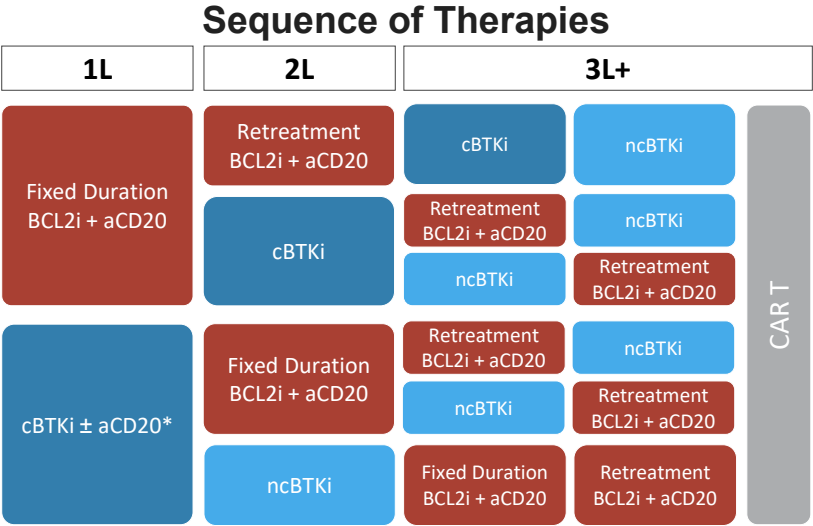 Sequence of Therapies
1L
2L
3L+
Fixed Duration
BCL2i + aCD20
Retreatment
BCL2i + aCD20
cBTKi
ncBTKi
cBTKi
Retreatment
BCL2i + aCD20
ncBTKi
ncBTKi
Retreatment
BCL2i + aCD20
cBTKi ± aCD20*
Fixed Duration
BCL2i + aCD20
Retreatment
BCL2i + aCD20
ncBTKi
ncBTKi
Retreatment
BCL2i + aCD20
ncBTKi
Fixed Duration
BCL2i + aCD20
Retreatment
BCL2i + aCD20
CAR T